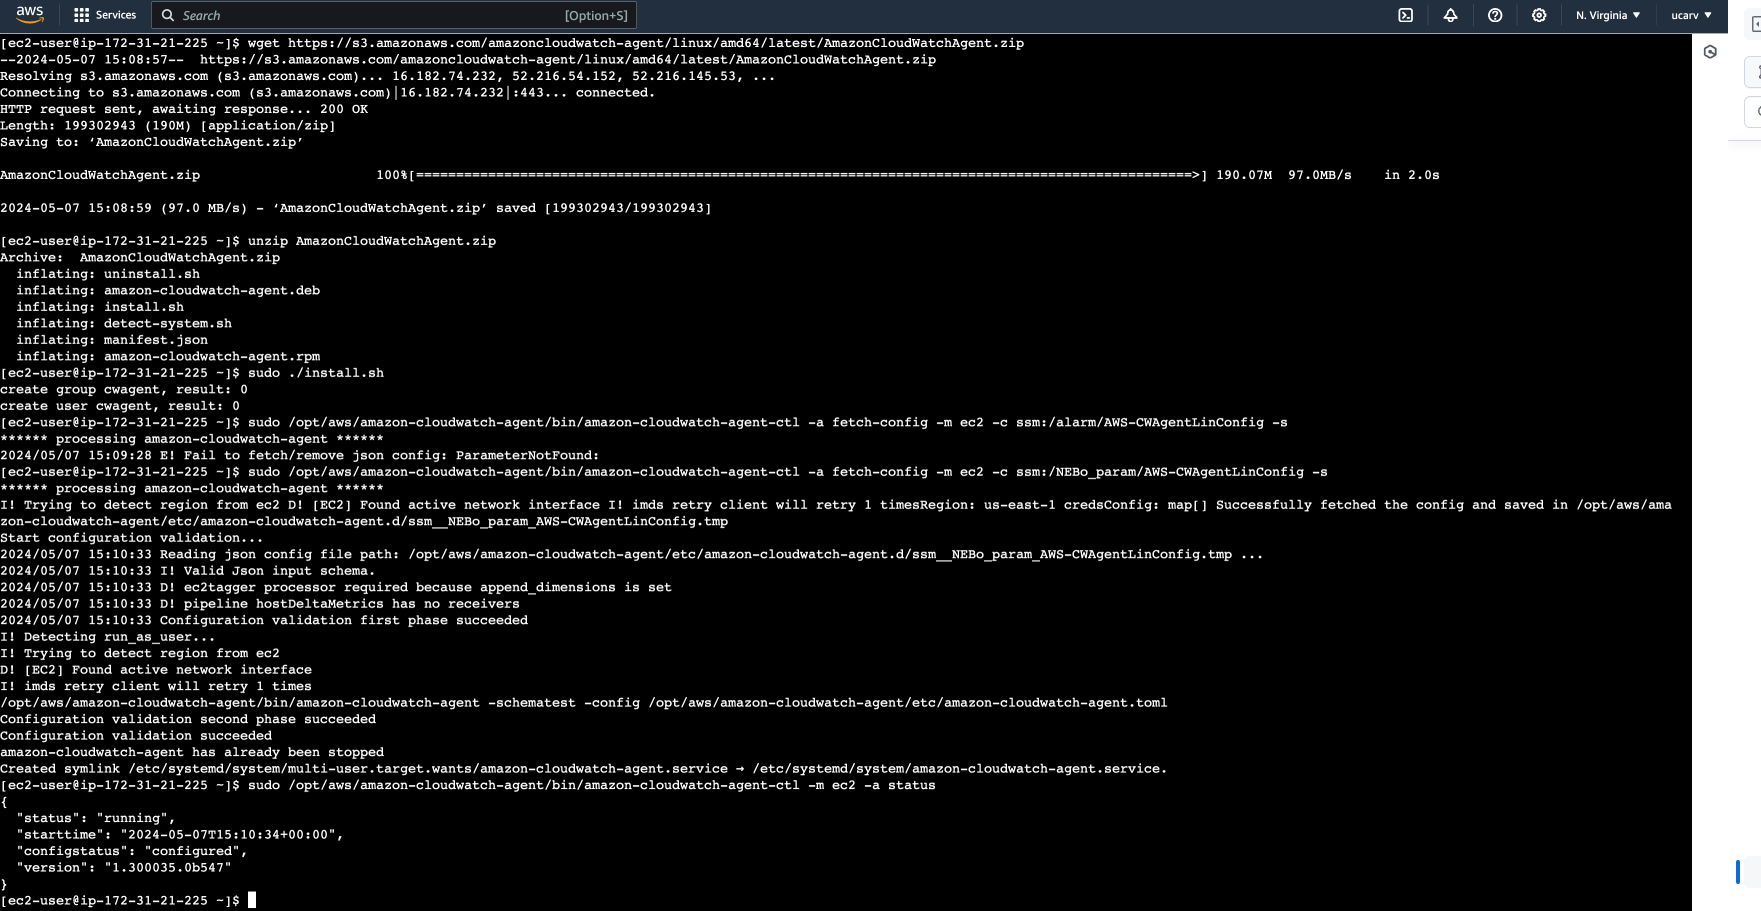 aws Services Search [Option+S] N. Virginia ▼ ucarv ▼
[ec2-user@ip-172-31-21-225 ~]$ wget https://s3.amazonaws.com/amazoncloudwatch-agent/linux/amd64/latest/AmazonCloudWatchAgent.zip
--2024-05-07 15:08:57--  https://s3.amazonaws.com/amazoncloudwatch-agent/linux/amd64/latest/AmazonCloudWatchAgent.zip
Resolving s3.amazonaws.com (s3.amazonaws.com)... 16.182.74.232, 52.216.54.152, 52.216.145.53, ...
Connecting to s3.amazonaws.com (s3.amazonaws.com)|16.182.74.232|:443... connected.
HTTP request sent, awaiting response... 200 OK
Length: 199302943 (190M) [application/zip]
Saving to: ‘AmazonCloudWatchAgent.zip’
AmazonCloudWatchAgent.zip 100%[=================================================================================================>] 190.07M  97.0MB/s    in 2.0s
2024-05-07 15:08:59 (97.0 MB/s) - ‘AmazonCloudWatchAgent.zip’ saved [199302943/199302943]
[ec2-user@ip-172-31-21-225 ~]$ unzip AmazonCloudWatchAgent.zip
Archive:  AmazonCloudWatchAgent.zip
  inflating: uninstall.sh
  inflating: amazon-cloudwatch-agent.deb
  inflating: install.sh
  inflating: detect-system.sh
  inflating: manifest.json
  inflating: amazon-cloudwatch-agent.rpm
[ec2-user@ip-172-31-21-225 ~]$ sudo ./install.sh
create group cwagent, result: 0
create user cwagent, result: 0
[ec2-user@ip-172-31-21-225 ~]$ sudo /opt/aws/amazon-cloudwatch-agent/bin/amazon-cloudwatch-agent-ctl -a fetch-config -m ec2 -c ssm:/alarm/AWS-CWAgentLinConfig -s
****** processing amazon-cloudwatch-agent ******
2024/05/07 15:09:28 E! Fail to fetch/remove json config: ParameterNotFound:
[ec2-user@ip-172-31-21-225 ~]$ sudo /opt/aws/amazon-cloudwatch-agent/bin/amazon-cloudwatch-agent-ctl -a fetch-config -m ec2 -c ssm:/NEBo_param/AWS-CWAgentLinConfig -s
****** processing amazon-cloudwatch-agent ******
I! Trying to detect region from ec2 D! [EC2] Found active network interface I! imds retry client will retry 1 timesRegion: us-east-1 credsConfig: map[] Successfully fetched the config and saved in /opt/aws/ama
zon-cloudwatch-agent/etc/amazon-cloudwatch-agent.d/ssm__NEBo_param_AWS-CWAgentLinConfig.tmp
Start configuration validation...
2024/05/07 15:10:33 Reading json config file path: /opt/aws/amazon-cloudwatch-agent/etc/amazon-cloudwatch-agent.d/ssm__NEBo_param_AWS-CWAgentLinConfig.tmp ...
2024/05/07 15:10:33 I! Valid Json input schema.
2024/05/07 15:10:33 D! ec2tagger processor required because append_dimensions is set
2024/05/07 15:10:33 D! pipeline hostDeltaMetrics has no receivers
2024/05/07 15:10:33 Configuration validation first phase succeeded
I! Detecting run_as_user...
I! Trying to detect region from ec2
D! [EC2] Found active network interface
I! imds retry client will retry 1 times
/opt/aws/amazon-cloudwatch-agent/bin/amazon-cloudwatch-agent -schematest -config /opt/aws/amazon-cloudwatch-agent/etc/amazon-cloudwatch-agent.toml
Configuration validation second phase succeeded
Configuration validation succeeded
amazon-cloudwatch-agent has already been stopped
Created symlink /etc/systemd/system/multi-user.target.wants/amazon-cloudwatch-agent.service → /etc/systemd/system/amazon-cloudwatch-agent.service.
[ec2-user@ip-172-31-21-225 ~]$ sudo /opt/aws/amazon-cloudwatch-agent/bin/amazon-cloudwatch-agent-ctl -m ec2 -a status
{
  "status": "running",
  "starttime": "2024-05-07T15:10:34+00:00",
  "configstatus": "configured",
  "version": "1.300035.0b547"
}
[ec2-user@ip-172-31-21-225 ~]$